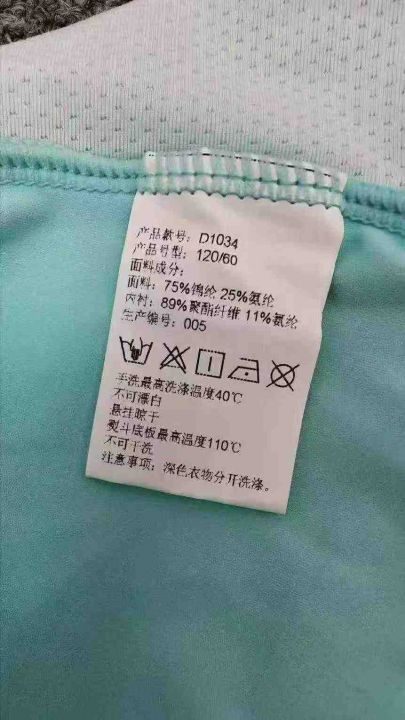 产品款号：D1034
产品号型：120/60
面料成分：
面料：75%锦纶 25%氨纶
内衬：89%聚酯纤维 11%氨纶
生产编号：005
手洗最高洗涤温度40℃
不可漂白
悬挂晾干
熨斗底板最高温度110℃
不可干洗
注意事项：深色衣物分开洗涤。